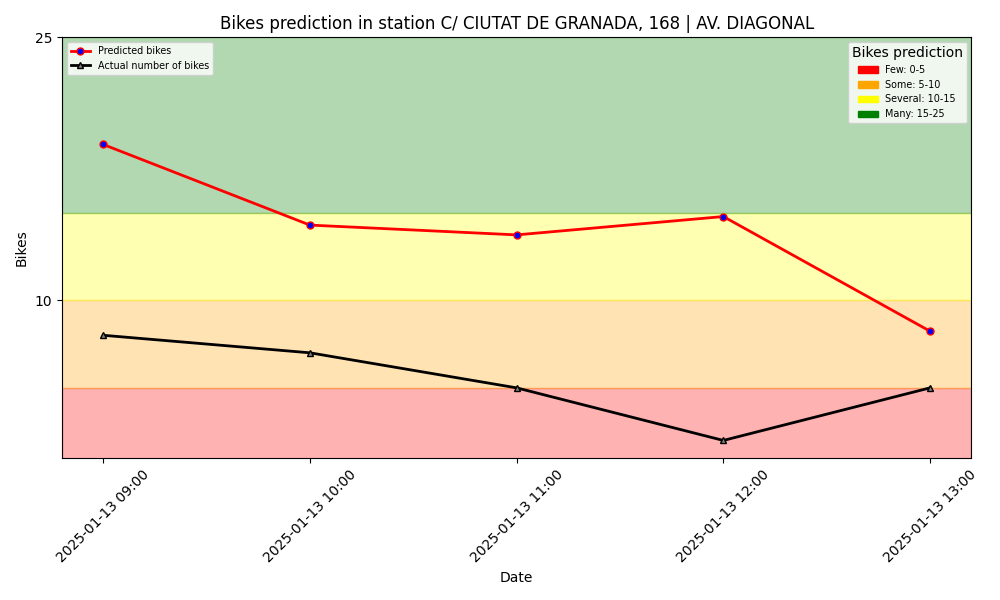 Bikes prediction in station C/ CIUTAT DE GRANADA, 168 | AV. DIAGONAL
25
10
Bikes
Predicted bikes
Actual number of bikes
Bikes prediction
Few: 0-5
Some: 5-10
Several: 10-15
Many: 15-25
2025-01-13 09:00
2025-01-13 10:00
2025-01-13 11:00
2025-01-13 12:00
2025-01-13 13:00
Date